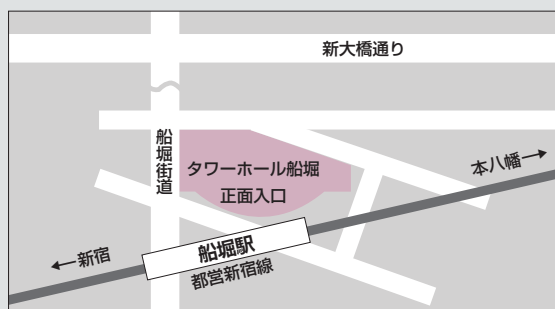 新大橋通り
船堀街道
タワーホール船堀
正面入口
本八幡→
船堀駅
←新宿
都営新宿線